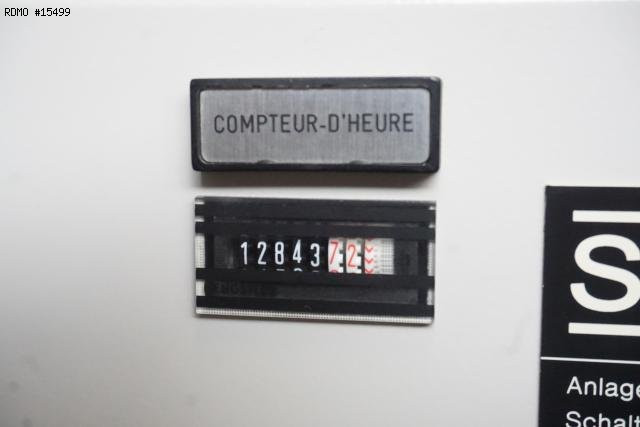 RDMO #15499
COMPTEUR-D'HEURE
1284372
S
Anlage
Schalt